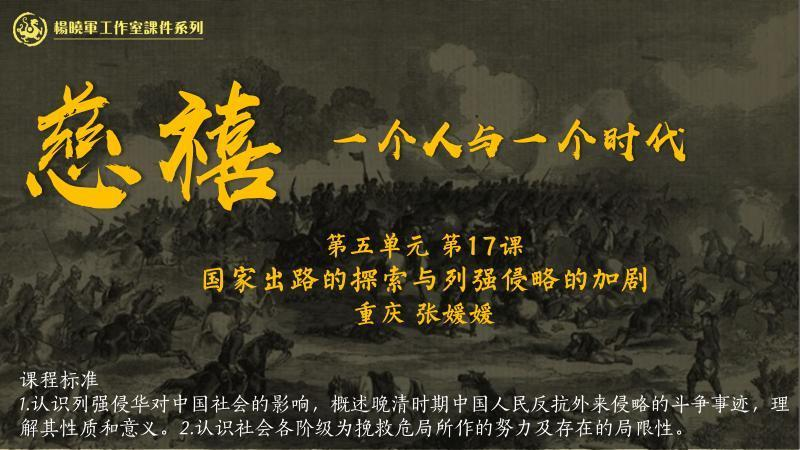 楊曉軍工作室課件系列
慈禧 一个人与一个时代
第五单元 第17课
国家出路的探索与列强侵略的加剧
重庆 张媛媛
课程标准
1.认识列强侵华对中国社会的影响，概述晚清时期中国人民反抗外来侵略的斗争事迹，理
解其性质和意义。2.认识社会各阶级为挽救危局所作的努力及存在的局限性。